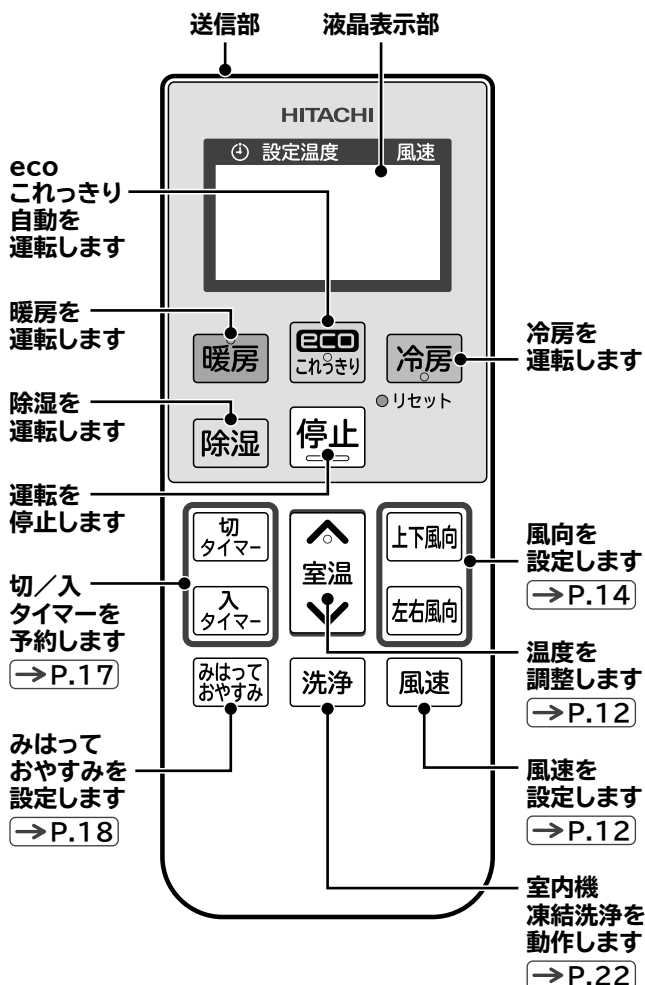 送信部
液晶表示部
HITACHI
設定温度 風速
eco
これっきり
自動を
運転します
暖房を
運転します
除湿を
運転します
運転を
停止します
切／入
タイマーを
予約します
→P.17
みはって
おやすみを
設定します
→P.18
暖房
eco
これっきり
冷房
リセット
除湿
停止
切
タイマー
入
タイマー
室温
上下風向
左右風向
みはって
おやすみ
洗浄
風速
冷房を
運転します
風向を
設定します
→P.14
温度を
調整します
→P.12
風速を
設定します
→P.12
室内機
凍結洗浄を
動作します
→P.22